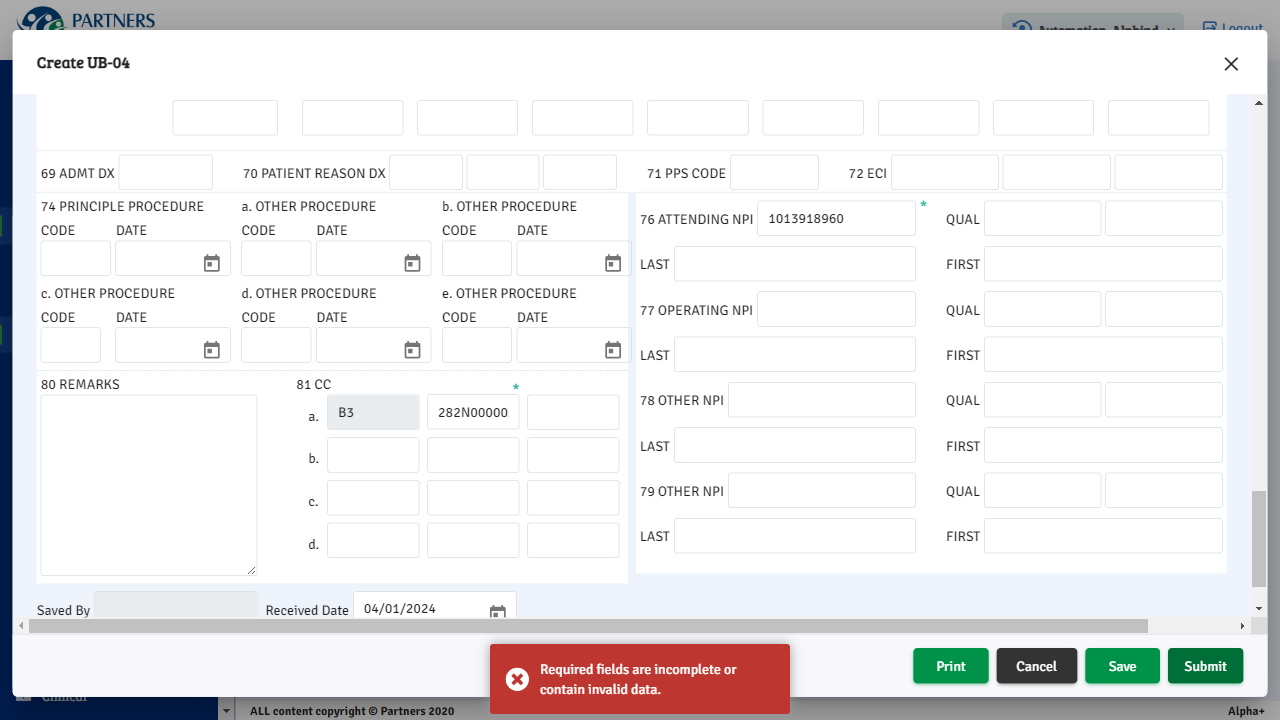 PARTNERS
Automation, Alphind
Logout
Create UB-04
69 ADMT DX
70 PATIENT REASON DX
71 PPS CODE
72 ECI
74 PRINCIPLE PROCEDURE
a. OTHER PROCEDURE
b. OTHER PROCEDURE
CODE DATE
CODE DATE
CODE DATE
c. OTHER PROCEDURE
d. OTHER PROCEDURE
e. OTHER PROCEDURE
CODE DATE
CODE DATE
CODE DATE
76 ATTENDING NPI 1013918960 * QUAL
LAST FIRST
77 OPERATING NPI QUAL
LAST FIRST
78 OTHER NPI QUAL
LAST FIRST
79 OTHER NPI QUAL
LAST FIRST
80 REMARKS
81 CC *
a. B3 282N00000
b.
c.
d.
Saved By
Received Date 04/01/2024
Required fields are incomplete or
contain invalid data.
Print
Cancel
Save
Submit
Clinical
ALL content copyright © Partners 2020
Alpha+